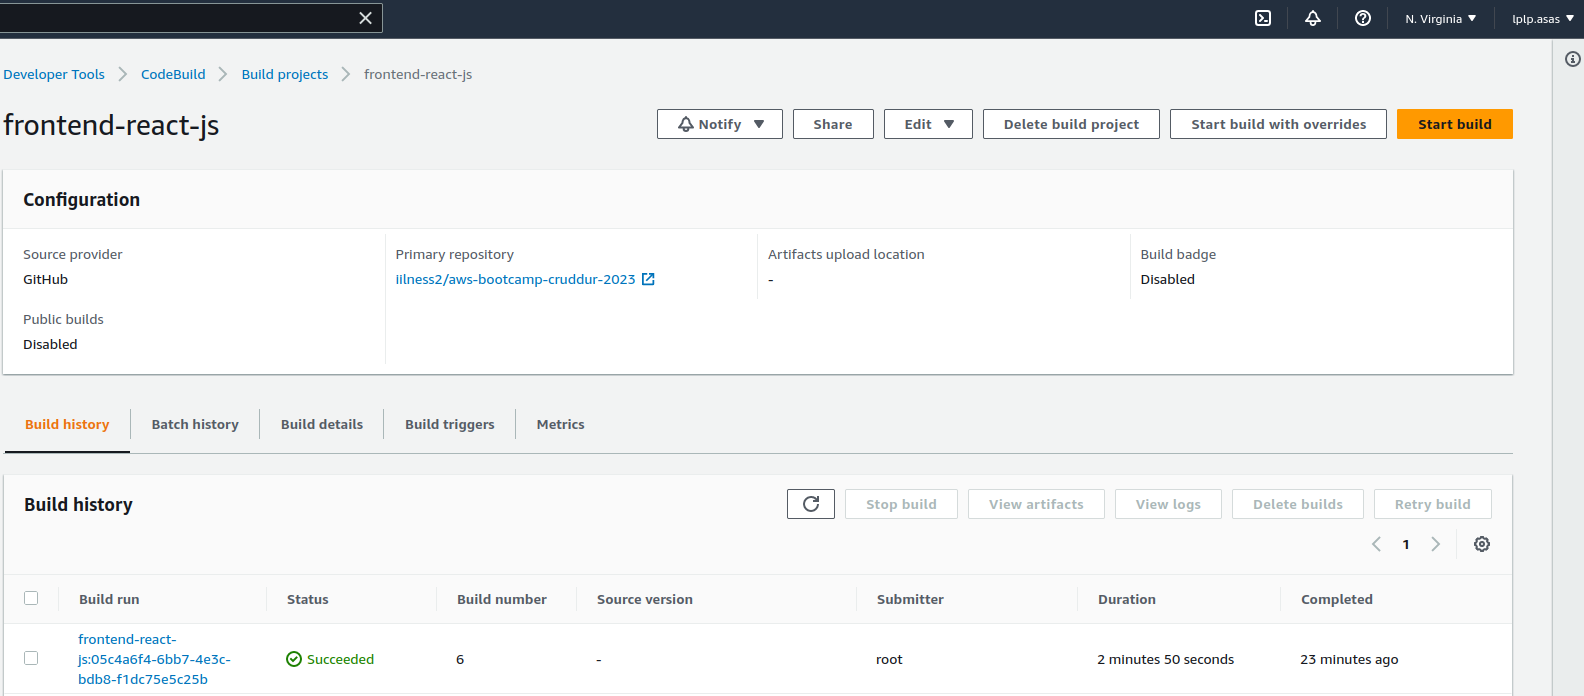 N. Virginia ▼ lplp.asas ▼
Developer Tools > CodeBuild > Build projects > frontend-react-js
frontend-react-js
Notify ▼ Share Edit ▼ Delete build project Start build with overrides Start build
Configuration
Source provider
GitHub
Primary repository
iilness2/aws-bootcamp-cruddur-2023
Artifacts upload location
-
Build badge
Disabled
Public builds
Disabled
Build history Batch history Build details Build triggers Metrics
Build history
Stop build View artifacts View logs Delete builds Retry build
< 1 >
Build run Status Build number Source version Submitter Duration Completed
frontend-react-
js:05c4a6f4-6bb7-4e3c-
bdb8-f1dc75e5c25b
Succeeded 6 - root 2 minutes 50 seconds 23 minutes ago